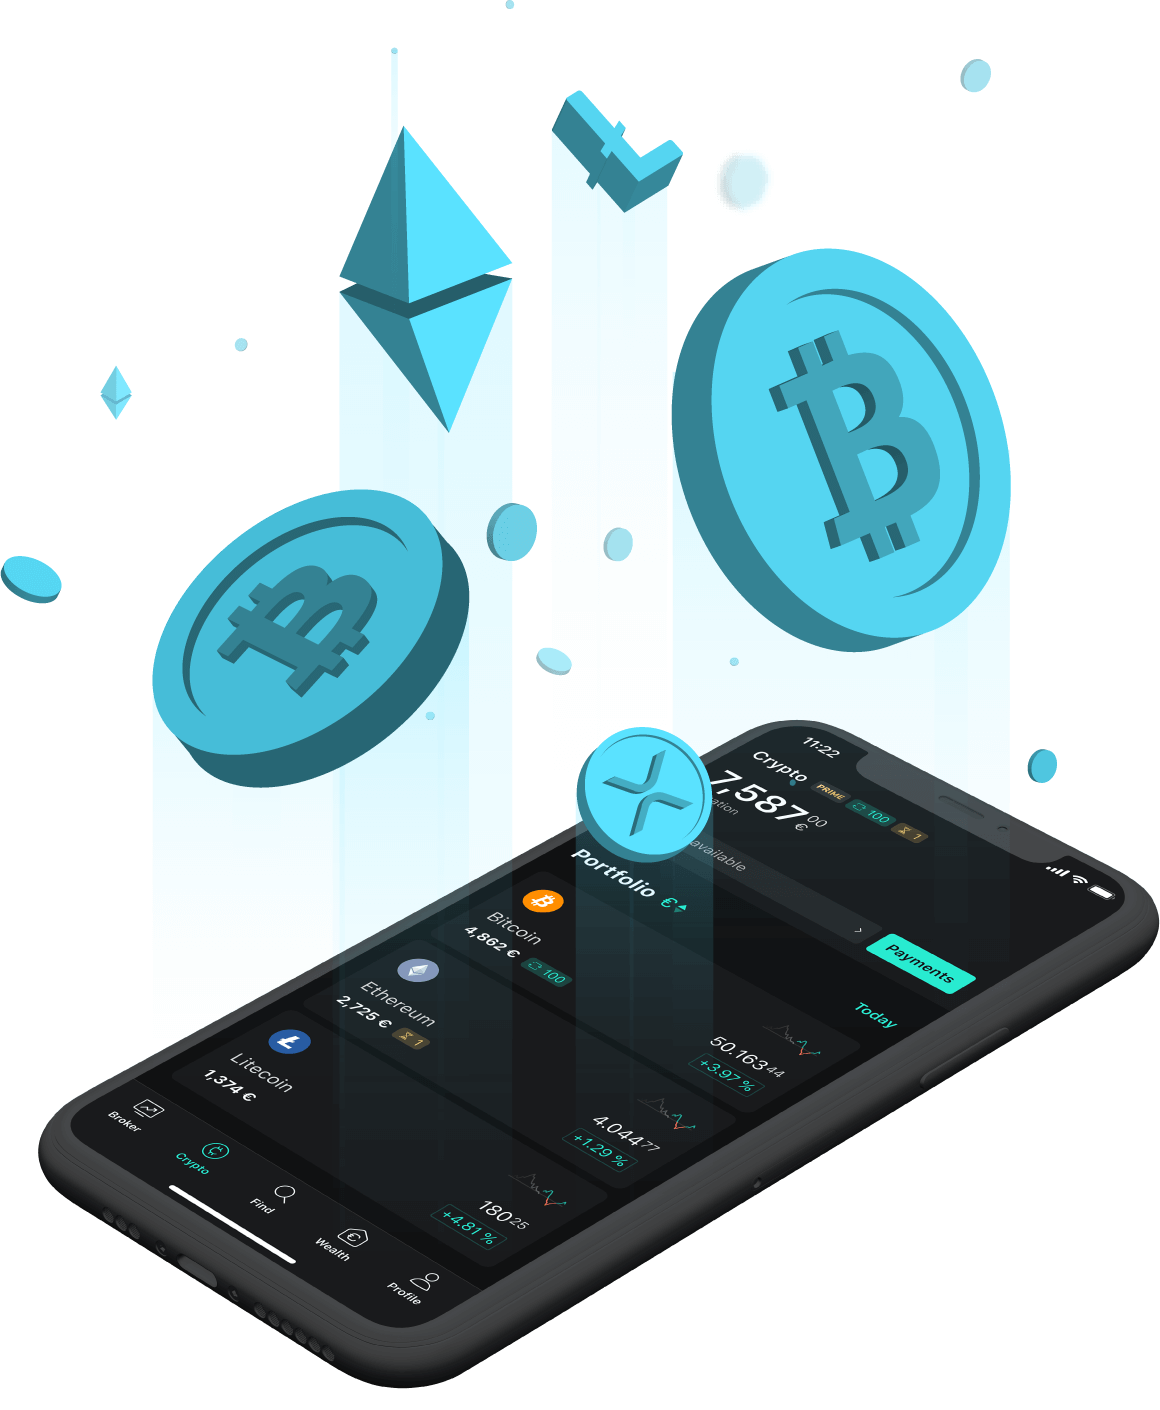 11:22
Crypto
PRIME 100 1
7,587 00 €
available
Payments
Portfolio €
Today
Bitcoin
4,862 € 100
50.163 44
+3.97 %
Ethereum
2,725 € 1
4.044 77
+1.29 %
Litecoin
1,374 €
180 25
+4.81 %
Broker
Crypto
Find
Wealth
Profile